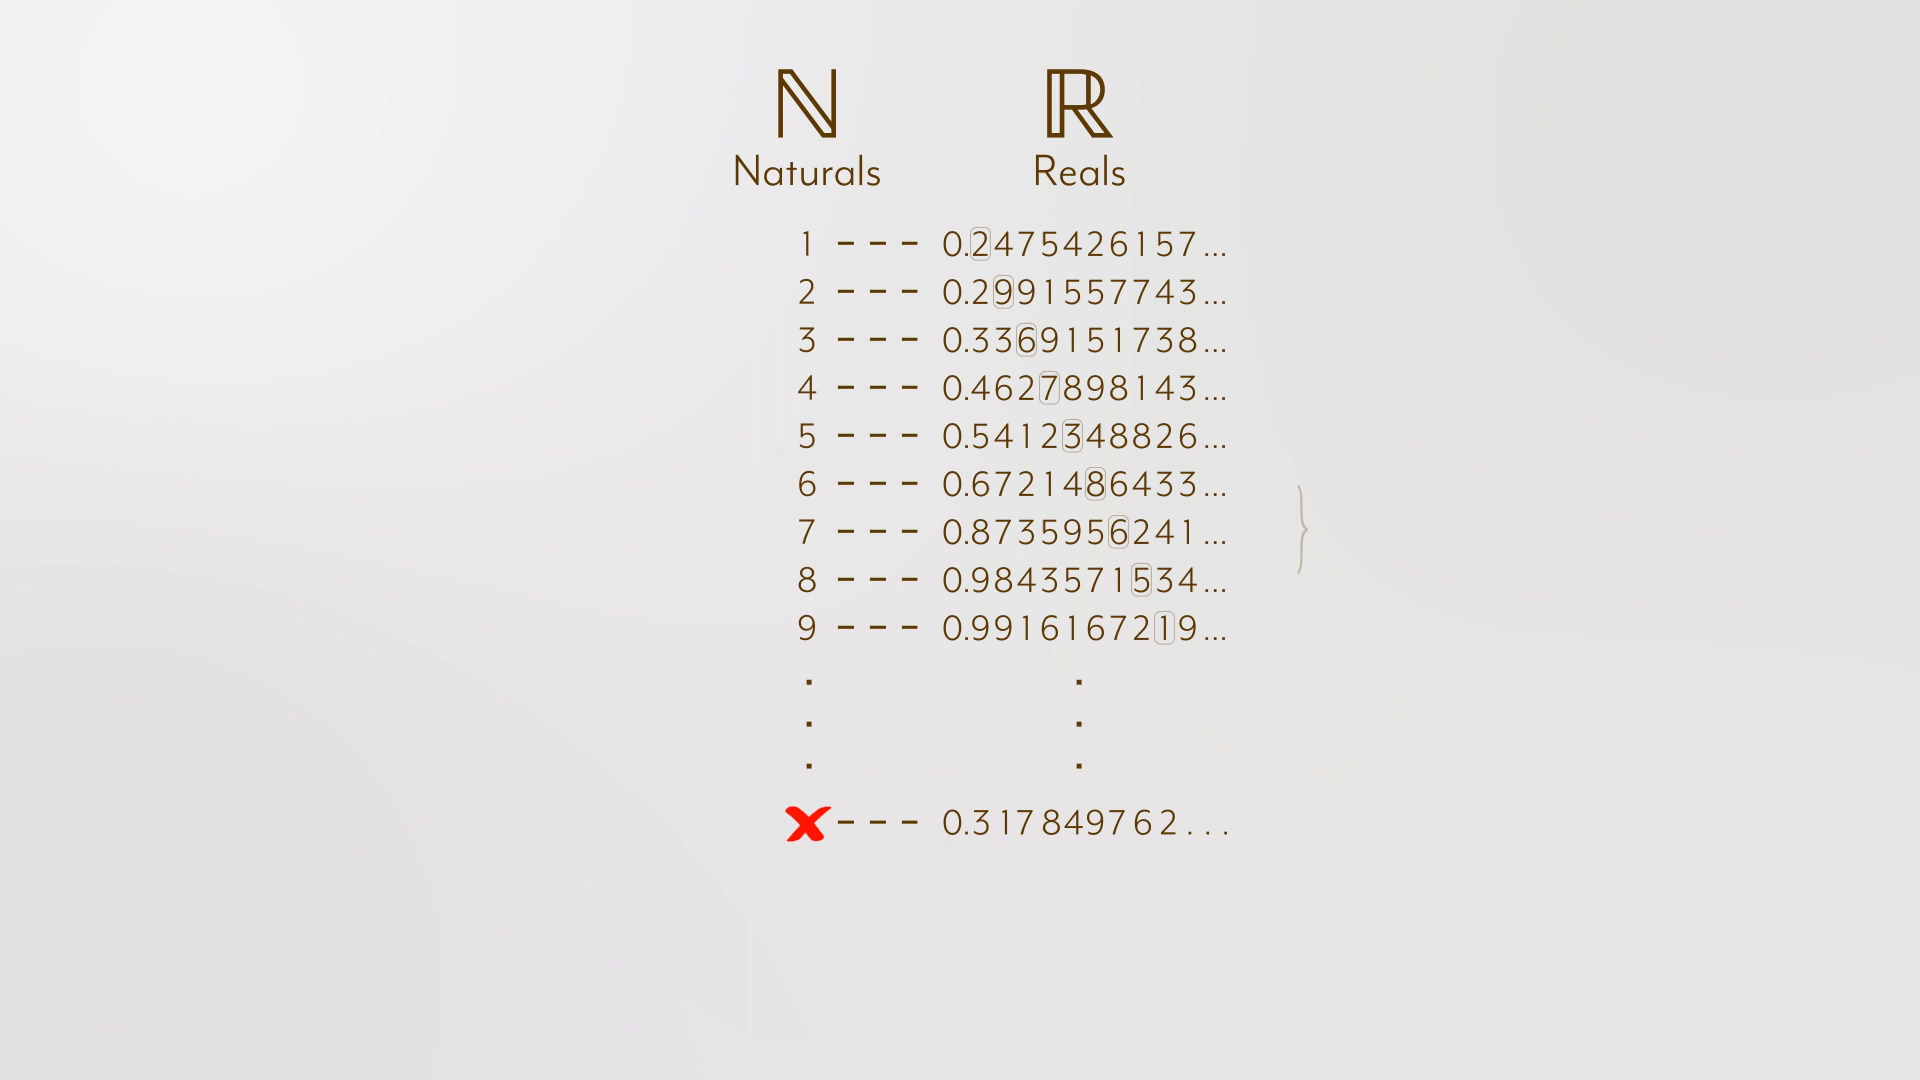 ℕ ℝ
Naturals Reals
1 --- 0.2475426157...
2 --- 0.2991557743...
3 --- 0.3369151738...
4 --- 0.4627898143...
5 --- 0.5412348826...
6 --- 0.6721486433...
7 --- 0.8735956241...
8 --- 0.9843571534...
9 --- 0.9916167219...
. .
. .
. .
✗ --- 0.317849762...